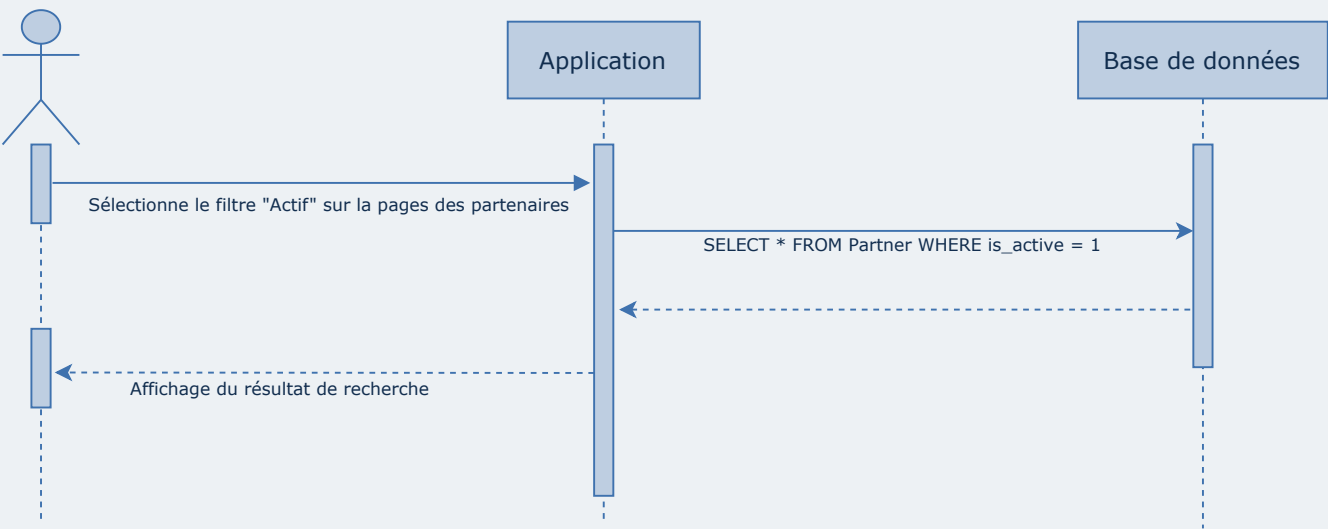 Application
Base de données
Sélectionne le filtre "Actif" sur la pages des partenaires
SELECT * FROM Partner WHERE is_active = 1
Affichage du résultat de recherche